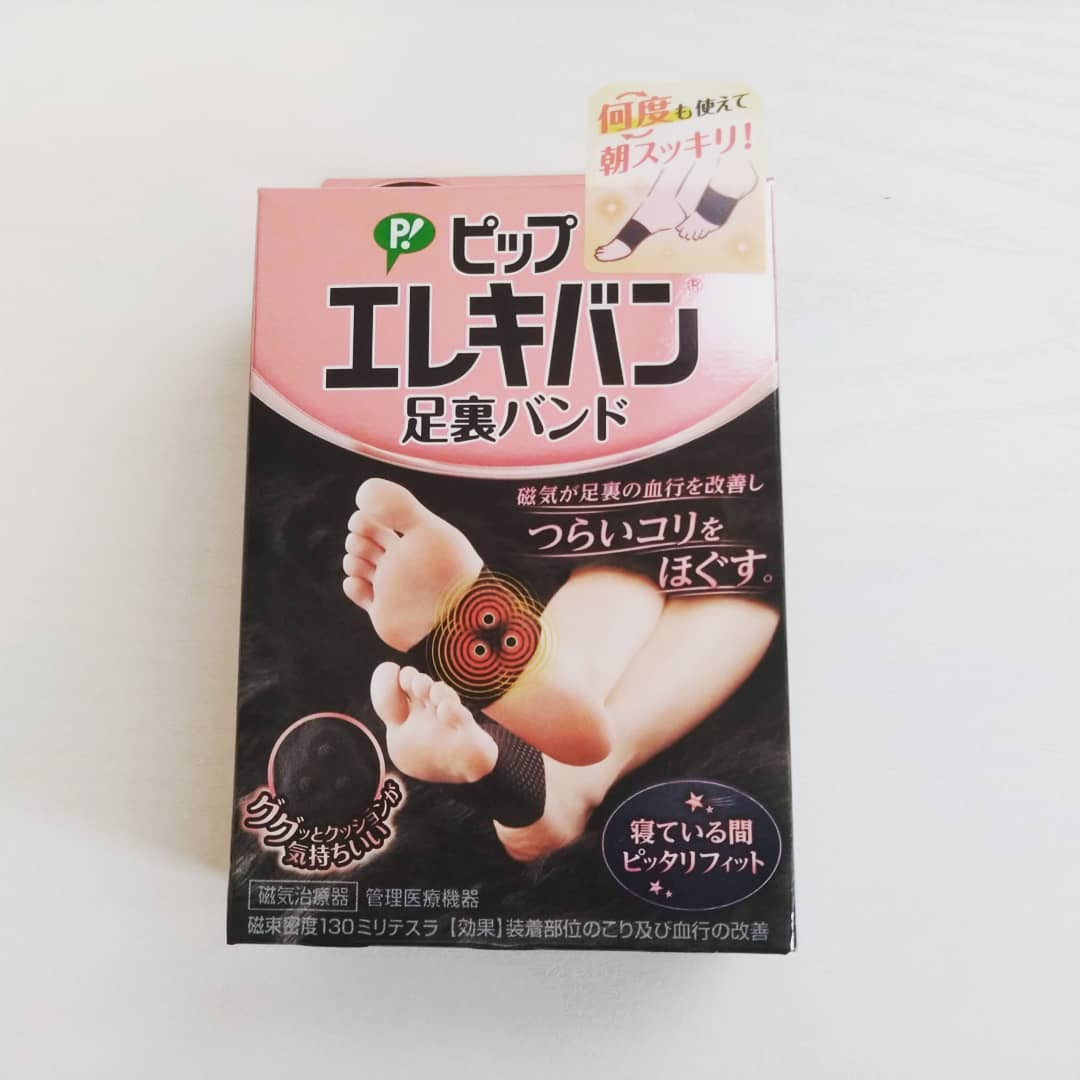 何度も使えて
朝スッキリ!
P!
ピップ
エレキバン®
足裏バンド
磁気が足裏の血行を改善し
つらいコリを
ほぐす。
ググッとクッションが
気持ちいい
寝ている間
ピッタリフィット
磁気治療器 管理医療機器
磁束密度130ミリテスラ【効果】装着部位のこり及び血行の改善